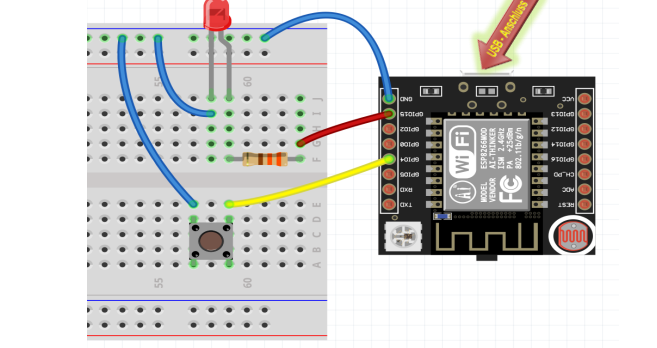 USB- Anschluss
55
60
J
I
H
G
F
E
D
C
B
A
55
60
GND
GPIO15
GPIO2
GPIO0
GPIO4
GPIO5
RXD
TXD
VCC
GPIO13
GPIO12
GPIO14
GPIO16
CH_PD
ADC
REST
Wi Fi
Ai
FC
MODEL ESP8266MOD
VENDOR AI-THINKER
ISM 2.4GHz
PA +25dBm
802.11b/g/n